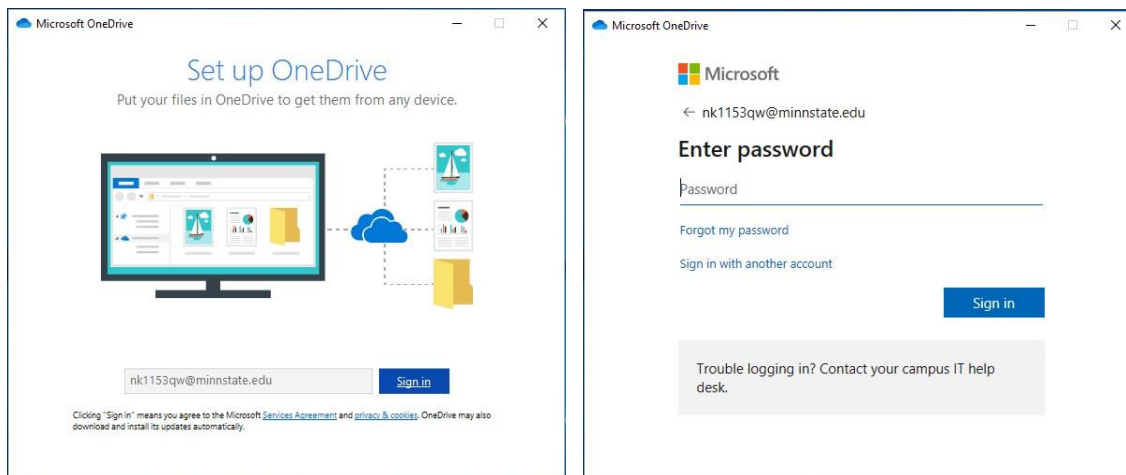 Microsoft OneDrive
Set up OneDrive
Put your files in OneDrive to get them from any device.
nk1153qw@minnstate.edu
Sign in
Clicking "Sign in" means you agree to the Microsoft Services Agreement and privacy & cookies. OneDrive may also
download and install its updates automatically.
Microsoft OneDrive
Microsoft
← nk1153qw@minnstate.edu
Enter password
Password
Forgot my password
Sign in with another account
Sign in
Trouble logging in? Contact your campus IT help
desk.